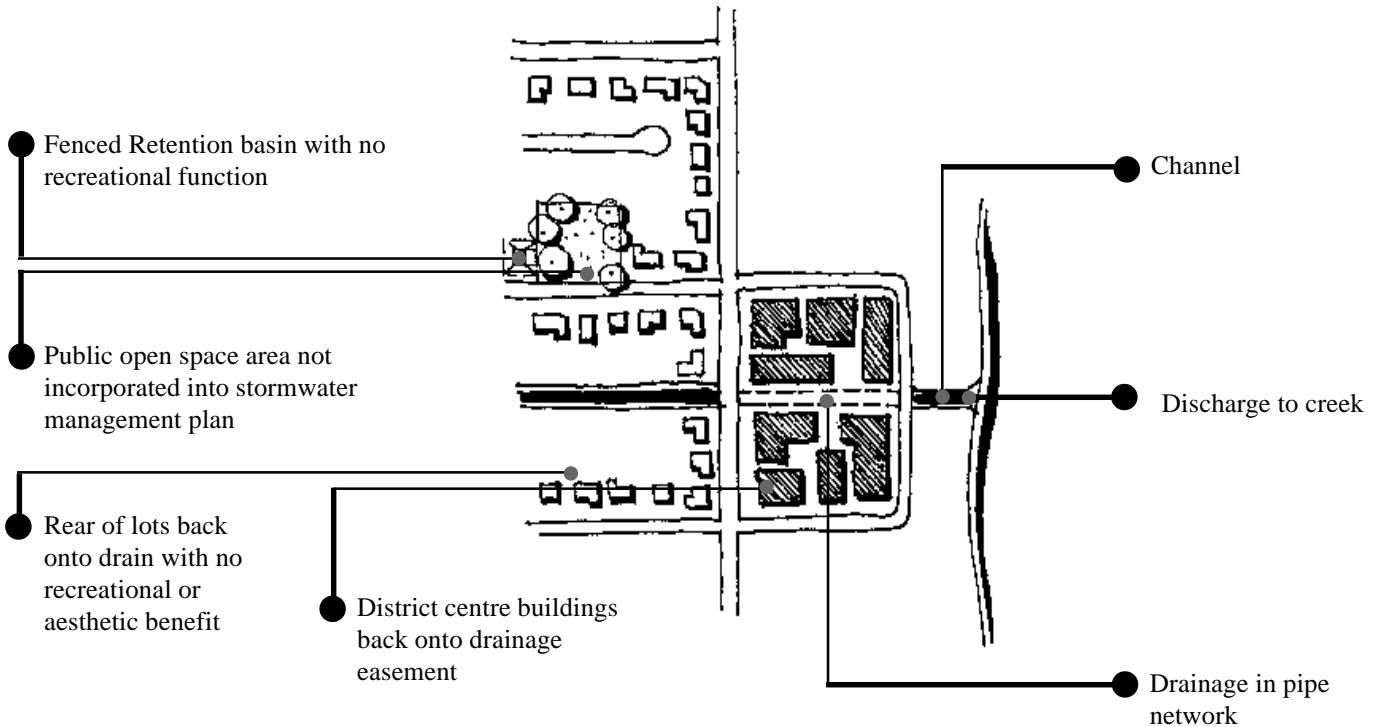 Fenced Retention basin with no
recreational function
Public open space area not
incorporated into stormwater
management plan
Rear of lots back
onto drain with no
recreational or
aesthetic benefit
District centre buildings
back onto drainage
easement
Channel
Discharge to creek
Drainage in pipe
network